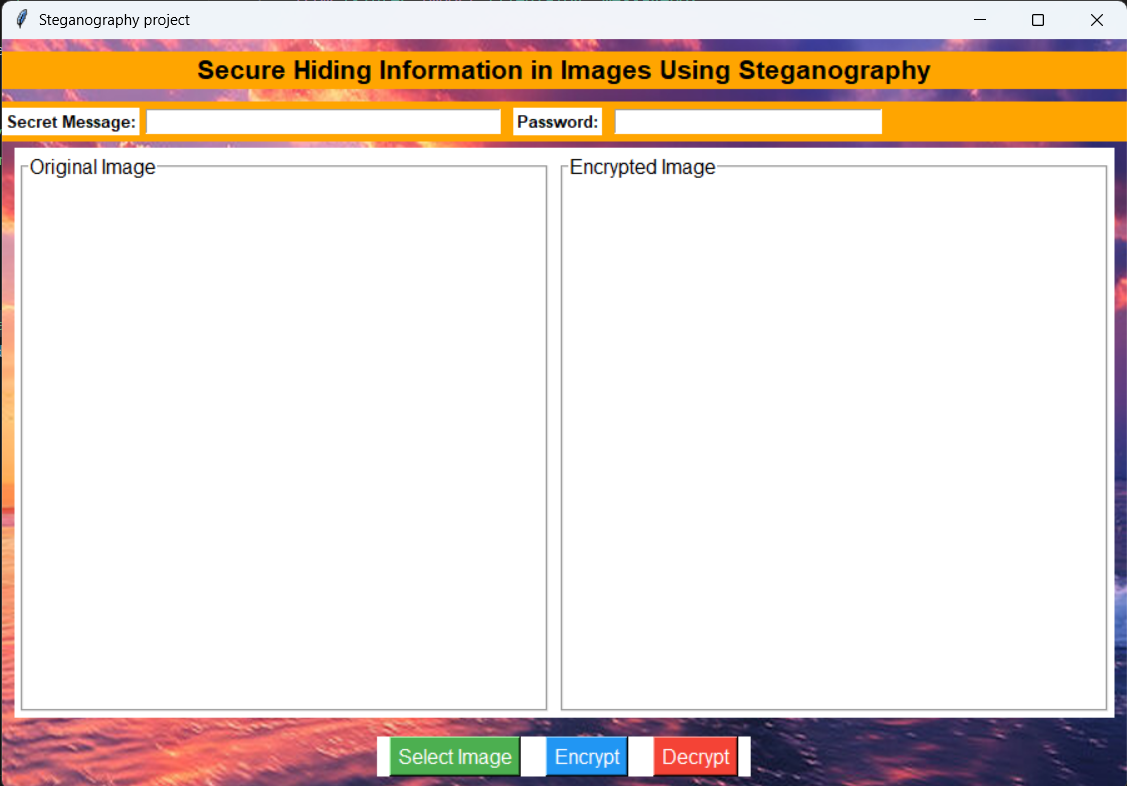 Steganography project
Secure Hiding Information in Images Using Steganography
Secret Message: Password:
Original Image Encrypted Image
Select Image Encrypt Decrypt